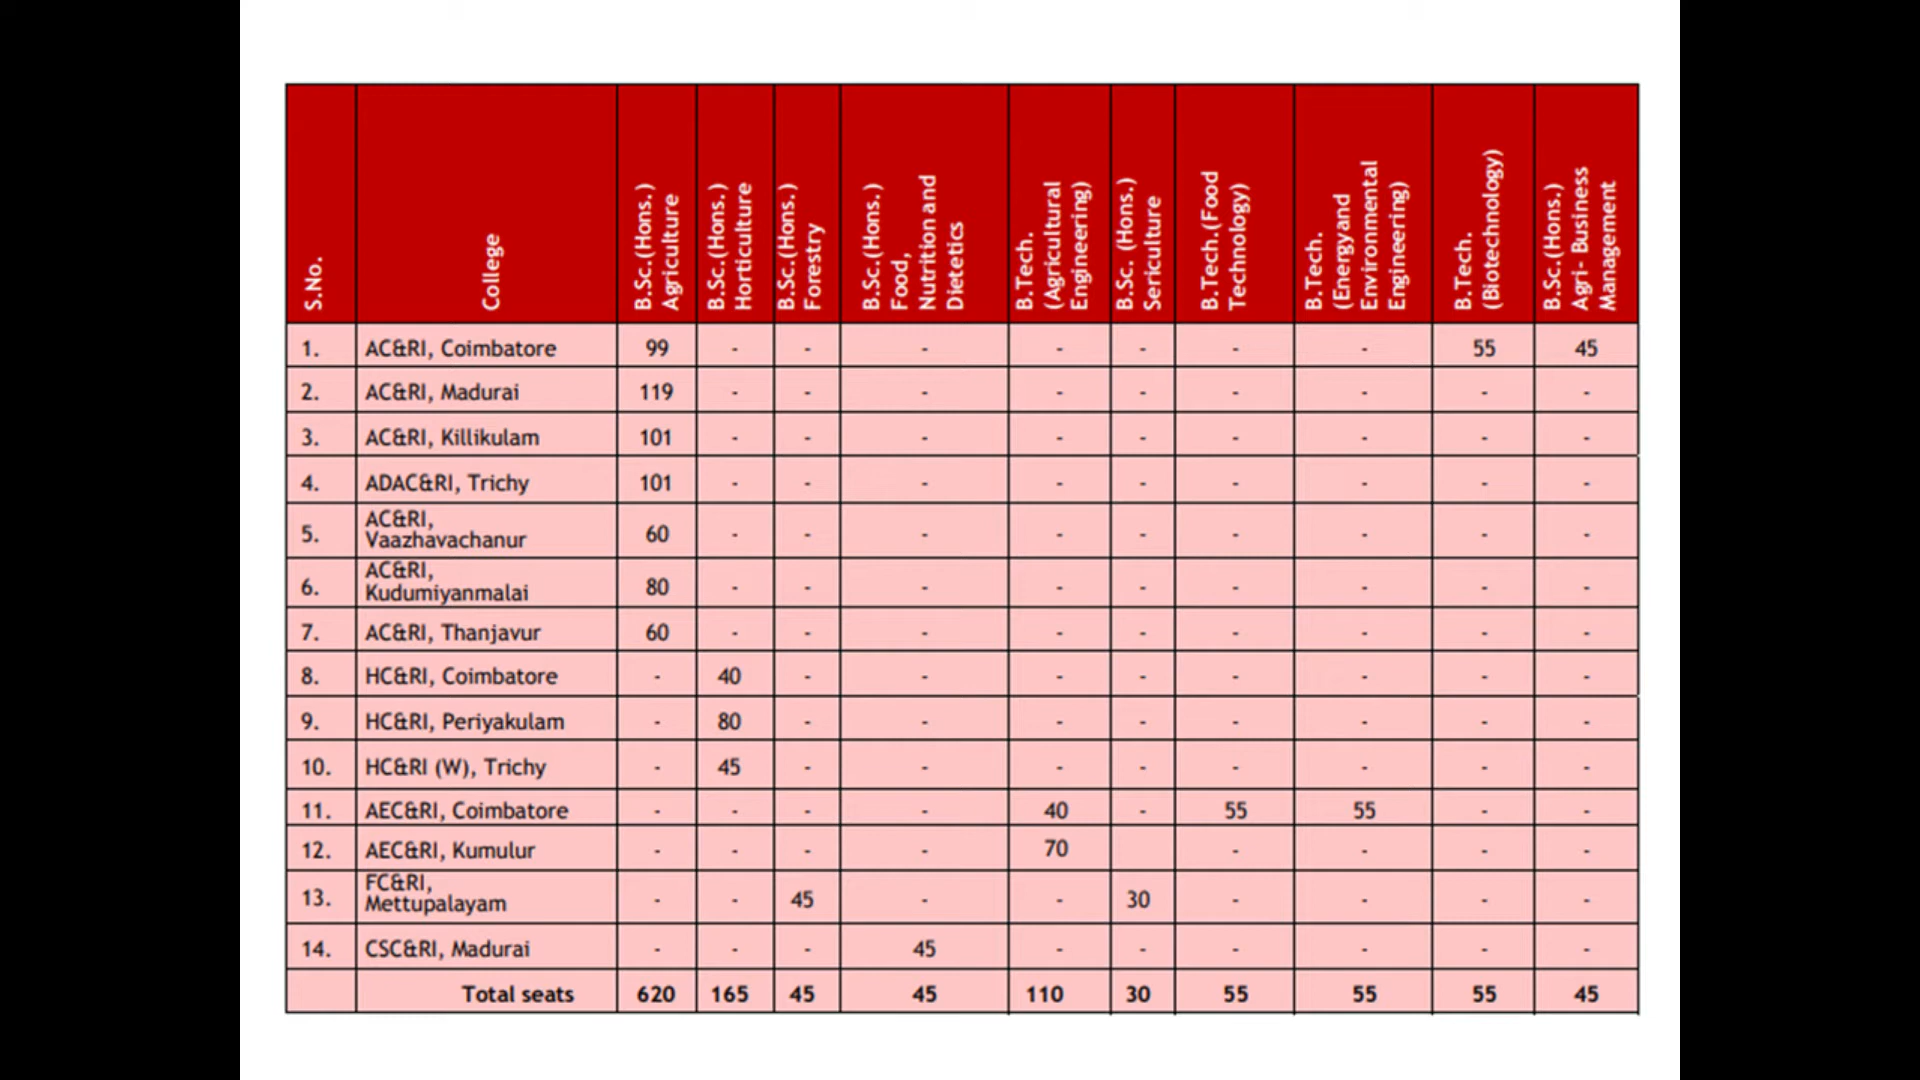 S.No. College B.Sc.(Hons.) Agriculture B.Sc.(Hons.) Horticulture B.Sc.(Hons.) Forestry B.Sc.(Hons.) Food, Nutrition and Dietetics B.Tech. (Agricultural Engineering) B.Sc. (Hons.) Sericulture B.Tech.(Food Technology) B.Tech. (Energyand Environmental Engineering) B.Tech. (Biotechnology) B.Sc.(Hons.) Agri- Business Management
1. AC&RI, Coimbatore 99 - - - - - - - 55 45
2. AC&RI, Madurai 119 - - - - - - - - -
3. AC&RI, Killikulam 101 - - - - - - - - -
4. ADAC&RI, Trichy 101 - - - - - - - - -
5. AC&RI, Vaazhavachanur 60 - - - - - - - - -
6. AC&RI, Kudumiyanmalai 80 - - - - - - - - -
7. AC&RI, Thanjavur 60 - - - - - - - - -
8. HC&RI, Coimbatore - 40 - - - - - - - -
9. HC&RI, Periyakulam - 80 - - - - - - - -
10. HC&RI (W), Trichy - 45 - - - - - - - -
11. AEC&RI, Coimbatore - - - - 40 - 55 55 - -
12. AEC&RI, Kumulur - - - - 70 - - - -
13. FC&RI, Mettupalayam - - 45 - - 30 - - - -
14. CSC&RI, Madurai - - - 45 - - - - - -
Total seats 620 165 45 45 110 30 55 55 55 45